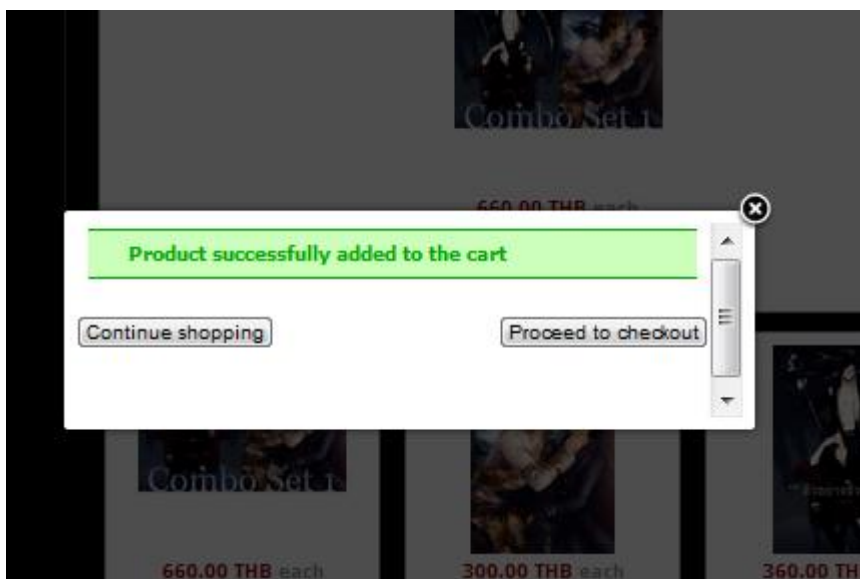 Combo Set 1
660.00 THB each
Product successfully added to the cart
Continue shopping
Proceed to checkout
Combo Set 1
660.00 THB each
300.00 THB each
360.00 TH